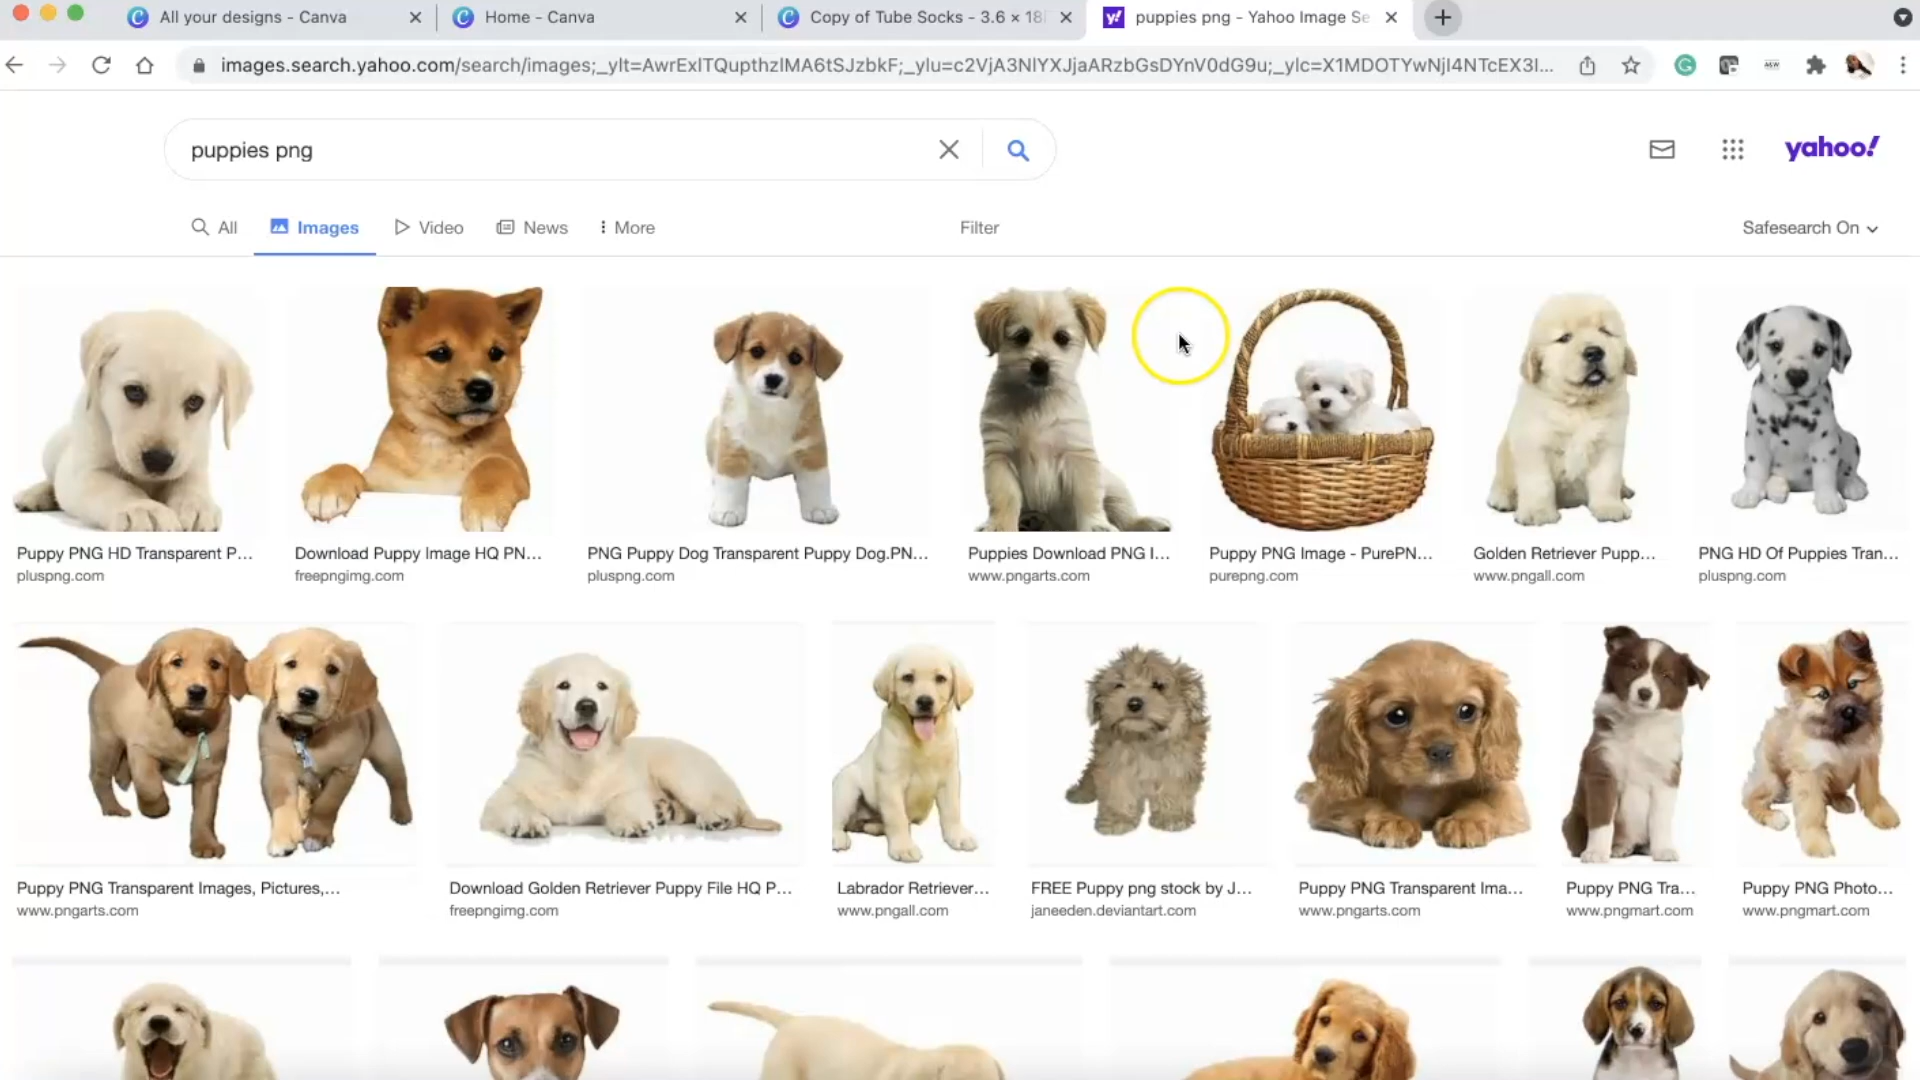 All your designs - Canva
Home - Canva
Copy of Tube Socks - 3.6 × 18
puppies png - Yahoo Image Se
images.search.yahoo.com/search/images;_ylt=
puppies png
yahoo!
All
Images
Video
News
More
Filter
Safesearch On
Puppy PNG HD Transparent P...
pluspng.com
Download Puppy Image HQ PN...
freepngimg.com
PNG Puppy Dog Transparent Puppy Dog.PN...
pluspng.com
Puppies Download PNG I...
www.pngarts.com
Puppy PNG Image - PurePN...
purepng.com
Golden Retriever Pupp...
www.pngall.com
PNG HD Of Puppies Tran...
pluspng.com
Puppy PNG Transparent Images, Pictures,...
www.pngarts.com
Download Golden Retriever Puppy File HQ P...
freepngimg.com
Labrador Retriever...
www.pngall.com
FREE Puppy png stock by J...
janeeden.deviantart.com
Puppy PNG Transparent Ima...
www.pngarts.com
Puppy PNG Tra...
www.pngmart.com
Puppy PNG Photo...
www.pngmart.com